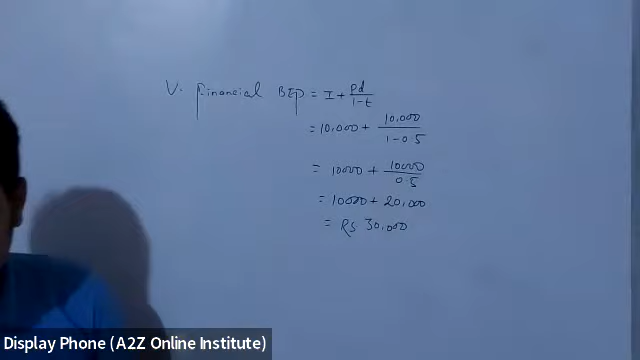 V. Financial BEP = I + Pd/1-t
= 10,000 + 10,000/1-0.5
= 10000 + 10000/0.5
= 10000 + 20,000
= Rs 30,000
Display Phone (A2Z Online Institute)